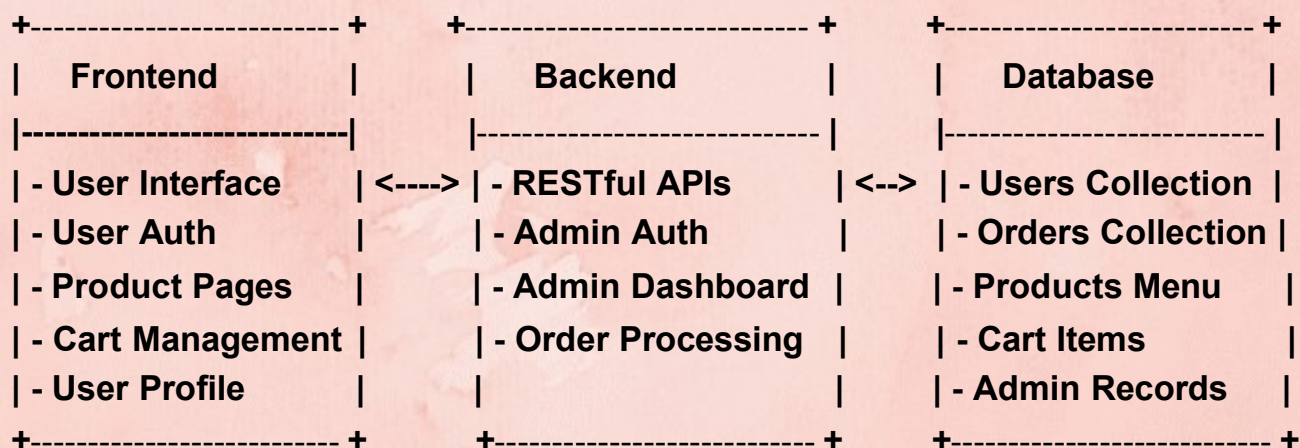 +--------------------------- + +------------------------------ + +--------------------------- +
| Frontend | | Backend | | Database |
|-----------------------------| |------------------------------ | |---------------------------- |
| - User Interface | <----> | - RESTful APIs | <--> | - Users Collection |
| - User Auth | | - Admin Auth | | - Orders Collection |
| - Product Pages | | - Admin Dashboard | | - Products Menu |
| - Cart Management | | - Order Processing | | - Cart Items |
| - User Profile | | | | - Admin Records |
+--------------------------- + +---------------------------- + +------------------------------ +